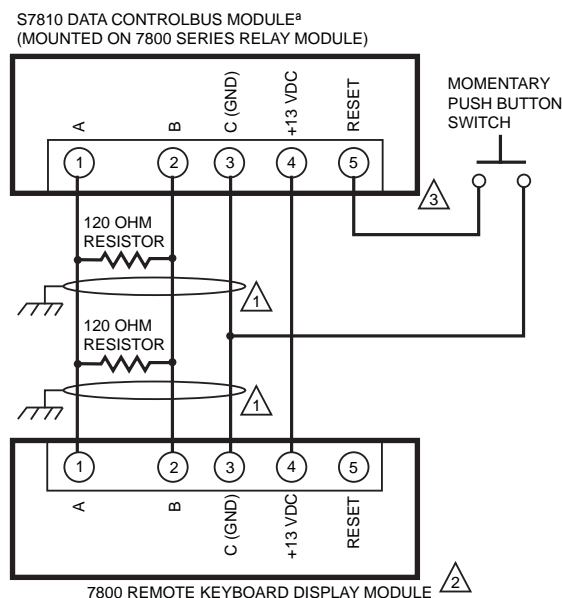 S7810 DATA CONTROLBUS MODULEª
(MOUNTED ON 7800 SERIES RELAY MODULE)
MOMENTARY
PUSH BUTTON
SWITCH
A
B
C (GND)
+13 VDC
RESET
1
2
3
4
5
3
120 OHM
RESISTOR
1
120 OHM
RESISTOR
1
1
2
3
4
5
A
B
C (GND)
+13 VDC
RESET
7800 REMOTE KEYBOARD DISPLAY MODULE
2